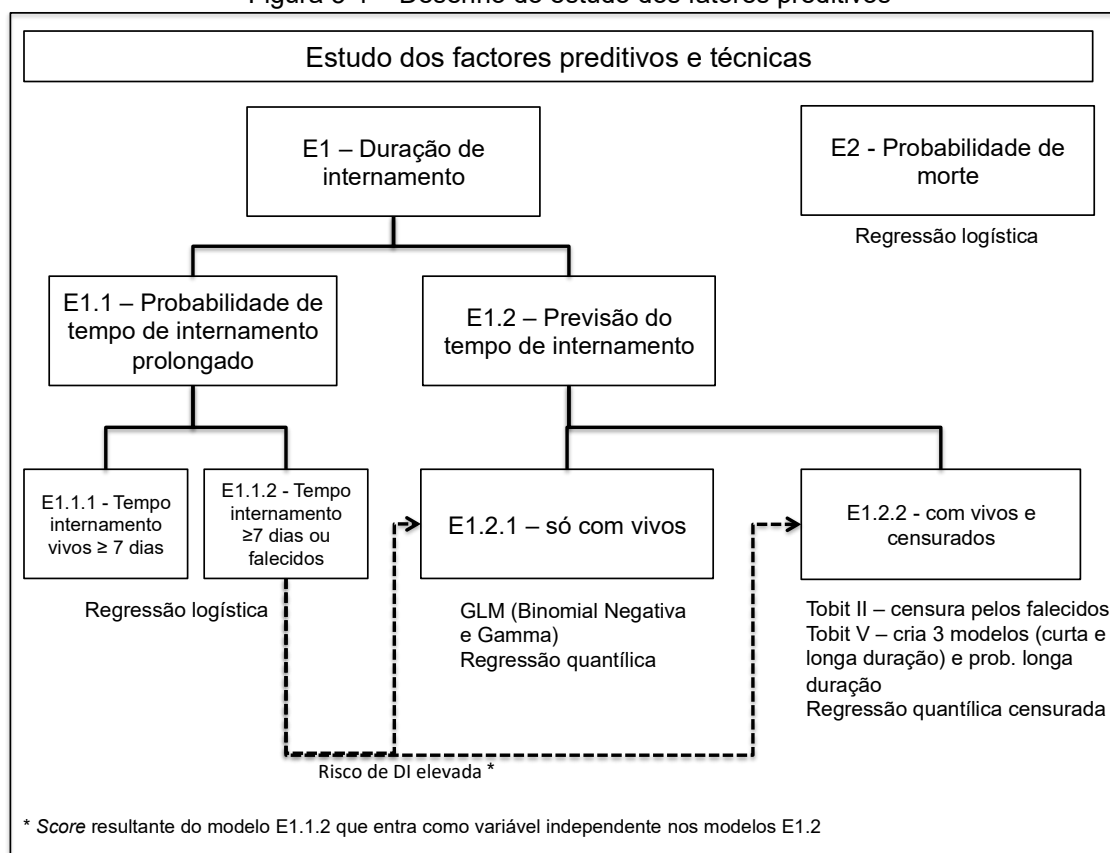 Figura 3-1 – Desenho do estudo dos fatores preditivos
Estudo dos factores preditivos e técnicas
E1 – Duração de
internamento
E2 - Probabilidade de
morte
Regressão logística
E1.1 – Probabilidade de
tempo de internamento
prolongado
E1.2 – Previsão do
tempo de internamento
E1.1.1 - Tempo
internamento
vivos ≥ 7 dias
E1.1.2 - Tempo
internamento
≥7 dias ou
falecidos
E1.2.1 – só com vivos
E1.2.2 - com vivos e
censurados
Regressão logística
GLM (Binomial Negativa
e Gamma)
Regressão quantílica
Tobit II – censura pelos falecidos
Tobit V – cria 3 modelos (curta e
longa duração) e prob. longa
duração
Regressão quantílica censurada
Risco de DI elevada *
* Score resultante do modelo E1.1.2 que entra como variável independente nos modelos E1.2